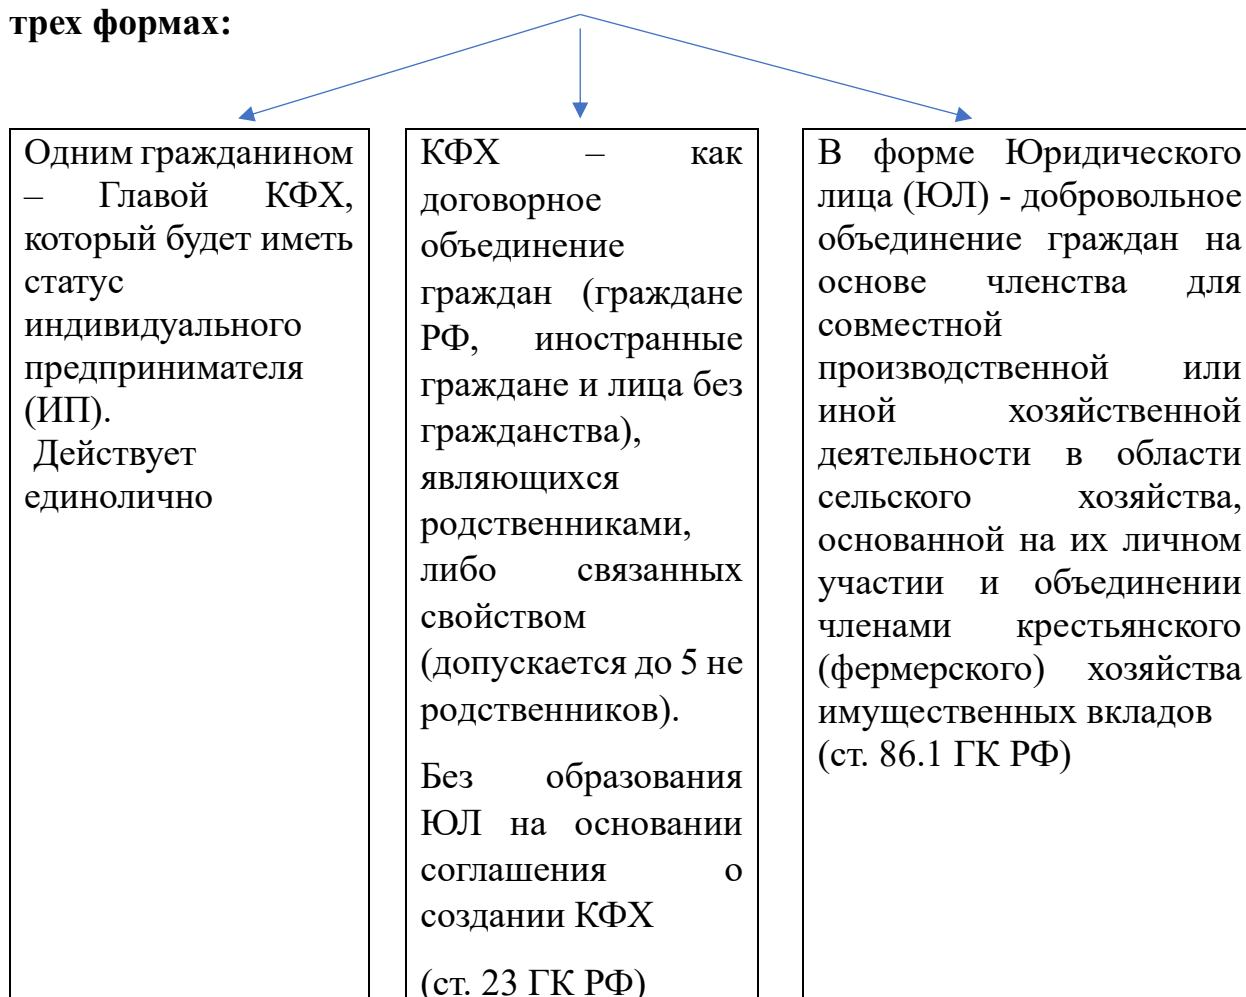 трех формах:
Одним гражданином
– Главой КФХ,
который будет иметь
статус
индивидуального
предпринимателя
(ИП).
Действует
единолично
КФХ – как
договорное
объединение
граждан (граждане
РФ, иностранные
граждане и лица без
гражданства),
являющихся
родственниками,
либо связанных
свойством
(допускается до 5 не
родственников).
Без образования
ЮЛ на основании
соглашения о
создании КФХ
(ст. 23 ГК РФ)
В форме Юридического
лица (ЮЛ) - добровольное
объединение граждан на
основе членства для
совместной
производственной или
иной хозяйственной
деятельности в области
сельского хозяйства,
основанной на их личном
участии и объединении
членами крестьянского
(фермерского) хозяйства
имущественных вкладов
(ст. 86.1 ГК РФ)